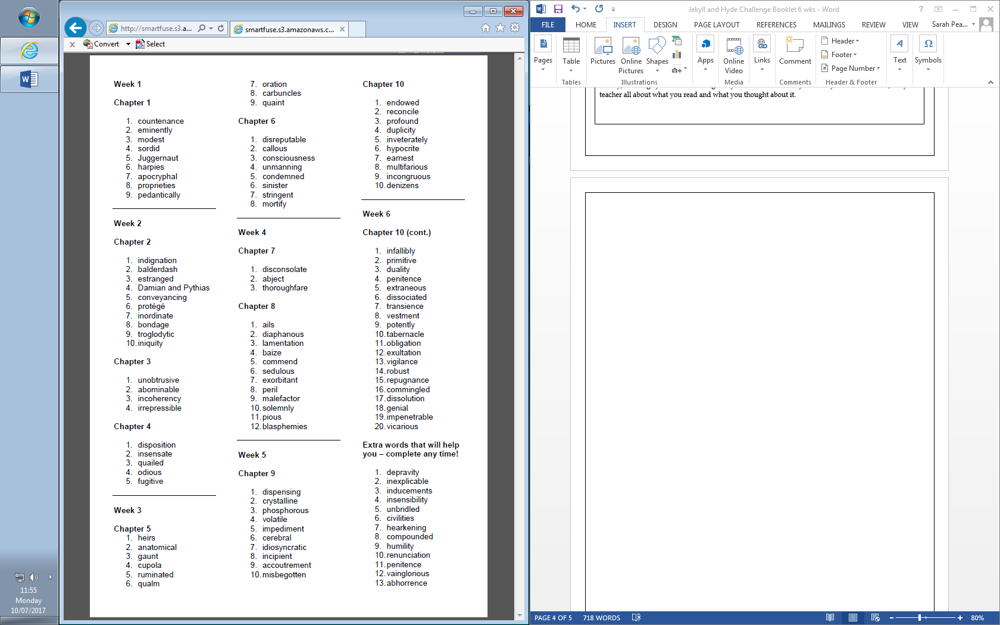 http://smartfuse.s3.a...
smartfuse.s3.amazonaws.c...
Convert
Select
Week 1
Chapter 1
1. countenance
2. eminently
3. modest
4. sordid
5. Juggernaut
6. harpies
7. apocryphal
8. proprieties
9. pedantically
Week 2
Chapter 2
1. indignation
2. balderdash
3. estranged
4. Damian and Pythias
5. conveyancing
6. protégé
7. inordinate
8. bondage
9. troglodytic
10. iniquity
Chapter 3
1. unobtrusive
2. abominable
3. incoherency
4. irrepressible
Chapter 4
1. disposition
2. insensate
3. quailed
4. odious
5. fugitive
Week 3
Chapter 5
1. heirs
2. anatomical
3. gaunt
4. cupola
5. ruminated
6. qualm
7. oration
8. carbuncles
9. quaint
Chapter 6
1. disreputable
2. callous
3. consciousness
4. unmanning
5. condemned
6. sinister
7. stringent
8. mortify
Week 4
Chapter 7
1. disconsolate
2. abject
3. thoroughfare
Chapter 8
1. ails
2. diaphanous
3. lamentation
4. baize
5. commend
6. sedulous
7. exorbitant
8. peril
9. malefactor
10. solemnly
11. pious
12. blasphemies
Week 5
Chapter 9
1. dispensing
2. crystalline
3. phosphorous
4. volatile
5. impediment
6. cerebral
7. idiosyncratic
8. incipient
9. accoutrement
10. misbegotten
Chapter 10
1. endowed
2. reconcile
3. profound
4. duplicity
5. inveterately
6. hypocrite
7. earnest
8. multifarious
9. incongruous
10. denizens
Week 6
Chapter 10 (cont.)
1. infallibly
2. primitive
3. duality
4. penitence
5. extraneous
6. dissociated
7. transience
8. vestment
9. potently
10. tabernacle
11. obligation
12. exultation
13. vigilance
14. robust
15. repugnance
16. commingled
17. dissolution
18. genial
19. impenetrable
20. vicarious
Extra words that will help
you – complete any time!
1. depravity
2. inexplicable
3. inducements
4. insensibility
5. unbridled
6. civilities
7. hearkening
8. compounded
9. humility
10. renunciation
11. penitence
12. vainglorious
13. abhorrence
Jekyll and Hyde Challenge Booklet 6 wks - Word
FILE HOME INSERT DESIGN PAGE LAYOUT REFERENCES MAILINGS REVIEW VIEW Sarah Pea...
Pages
Table
Pictures
Online
Pictures
Shapes
Apps
Online
Video
Links
Comment
Header
Footer
Page Number
Text
Symbols
Tables
Illustrations
Media
Comments
Header & Footer
teacher all about what you read and what you thought about it.
PAGE 4 OF 5 718 WORDS
80%
11:55
Monday
10/07/2017